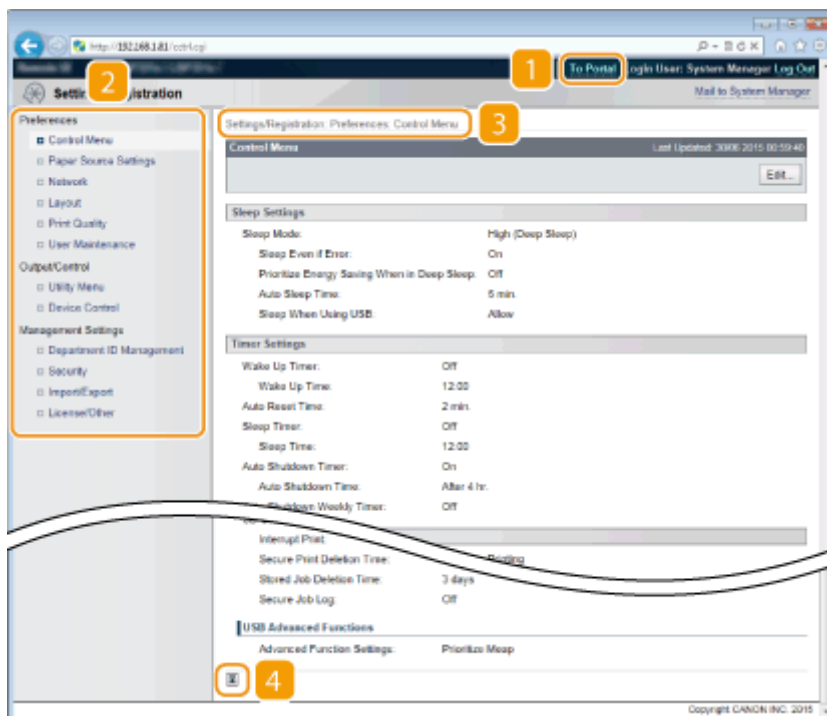 http://192.168.1.81/
1
To Portal Login User: System Manager Log Out
2
Mail to System Manager
Preferences
Control Menu
Paper Source Settings
Network
Layout
Print Quality
User Maintenance
Output/Control
Utility Menu
Device Control
Management Settings
Department ID Management
Security
Import/Export
License/Other
Settings/Registration: Preferences: Control Menu
3
Control Menu
Last Updated: 2015 00:59:40
Edit...
Sleep Settings
Sleep Mode: High (Deep Sleep)
Sleep Even if Error: On
Prioritize Energy Saving When in Deep Sleep: Off
Auto Sleep Time: 5 min.
Sleep When Using USB: Allow
Timer Settings
Wake Up Timer: Off
Wake Up Time: 12:00
Auto Reset Time: 2 min.
Sleep Timer: Off
Sleep Time: 12:00
Auto Shutdown Timer: On
Auto Shutdown Time: After 4 hr.
Shutdown Weekly Timer: Off
Interrupt Print
Secure Print Deletion Time: Printing
Stored Job Deletion Time: 3 days
Secure Job Log: Off
USB Advanced Functions
Advanced Function Settings: Prioritize Meap
4
Copyright CANON INC. 2015